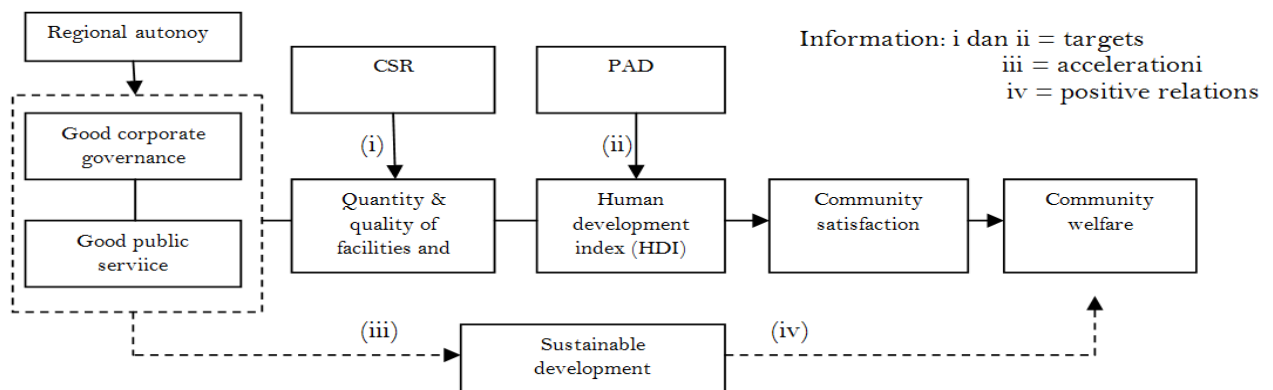 Regional autonoy
CSR
PAD
Information: i dan ii = targets
iii = accelerationi
iv = positive relations
Good corporate
governance
(i)
(ii)
Quantity &
quality of
facilities and
Human
development
index (HDI)
Community
satisfaction
Community
welfare
Good public
serviice
(iii)
Sustainable
development
(iv)